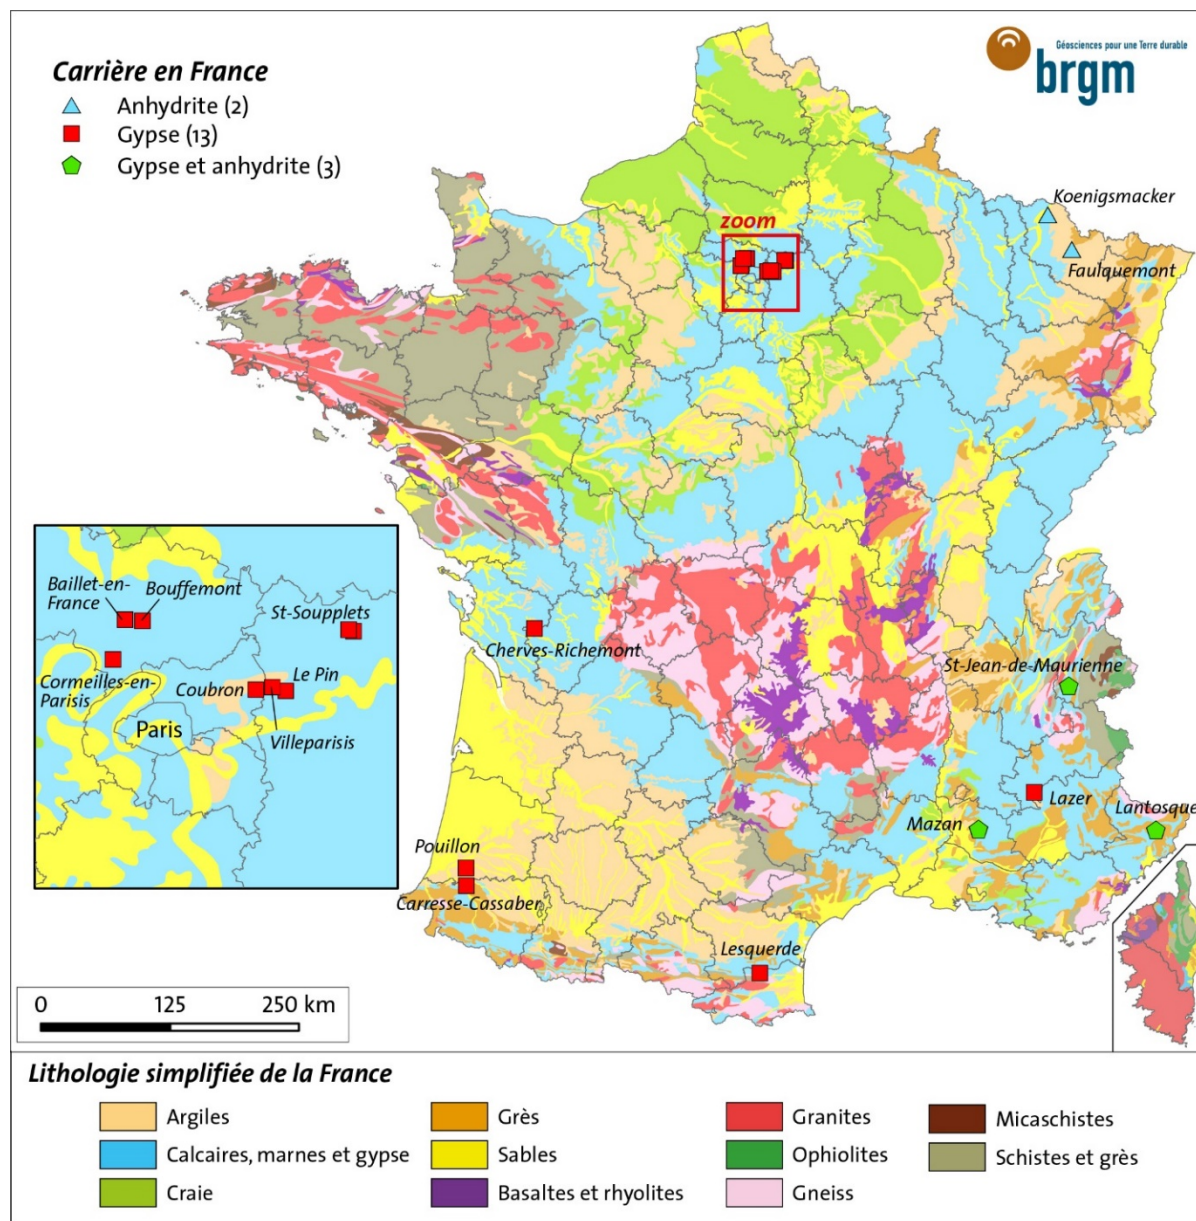 Carrière en France
Anhydrite (2)
Gypse (13)
Gypse et anhydrite (3)
Géosciences pour une Terre durable
brgm
Koenigsmacker
zoom
Faulquemont
Baillet-en-
France
Bouffemont
St-Soupplets
Cormeilles-en-
Parisis
Coubron
Le Pin
Paris
Villeparisis
Cherves-Richemont
St-Jean-de-Maurienne
Lazer
Mazan
Lantosque
Pouillon
Carresse-Cassaber
Lesquerde
0 125 250 km
Lithologie simplifiée de la France
Argiles
Calcaires, marnes et gypse
Craie
Grès
Sables
Basaltes et rhyolites
Granites
Ophiolites
Gneiss
Micaschistes
Schistes et grès